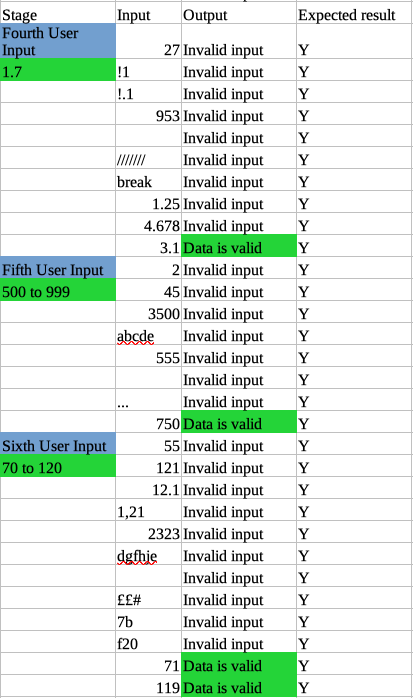 Stage Input Output Expected result
Fourth User
Input 27 Invalid input Y
1.7 !1 Invalid input Y
!.1 Invalid input Y
953 Invalid input Y
Invalid input Y
/////// Invalid input Y
break Invalid input Y
1.25 Invalid input Y
4.678 Invalid input Y
3.1 Data is valid Y
Fifth User Input 2 Invalid input Y
500 to 999 45 Invalid input Y
3500 Invalid input Y
abcde Invalid input Y
555 Invalid input Y
Invalid input Y
... Invalid input Y
750 Data is valid Y
Sixth User Input 55 Invalid input Y
70 to 120 121 Invalid input Y
12.1 Invalid input Y
1,21 Invalid input Y
2323 Invalid input Y
dgfhje Invalid input Y
Invalid input Y
££# Invalid input Y
7b Invalid input Y
f20 Invalid input Y
71 Data is valid Y
119 Data is valid Y